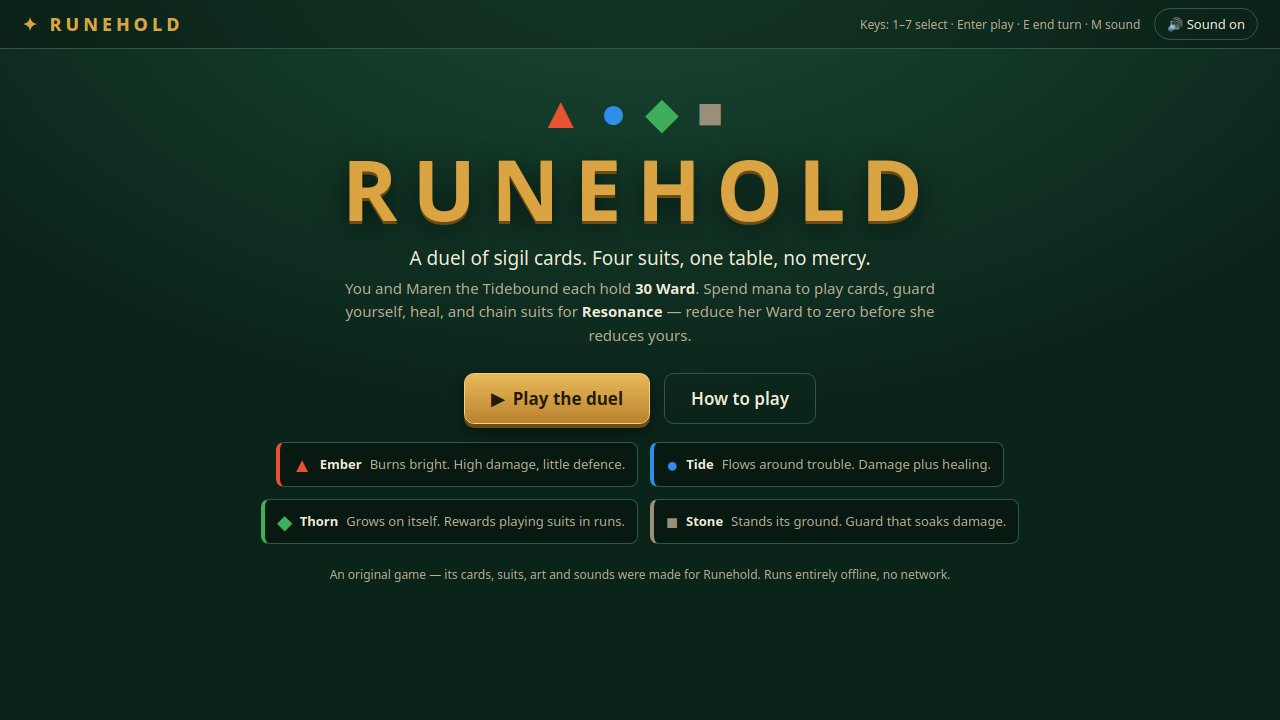 ✦ RUNEHOLD
Keys: 1–7 select · Enter play · E end turn · M sound
🔊 Sound on
RUNEHOLD
A duel of sigil cards. Four suits, one table, no mercy.
You and Maren the Tidebound each hold 30 Ward. Spend mana to play cards, guard
yourself, heal, and chain suits for Resonance — reduce her Ward to zero before she
reduces yours.
▶ Play the duel
How to play
Ember Burns bright. High damage, little defence.
Tide Flows around trouble. Damage plus healing.
Thorn Grows on itself. Rewards playing suits in runs.
Stone Stands its ground. Guard that soaks damage.
An original game — its cards, suits, art and sounds were made for Runehold. Runs entirely offline, no network.